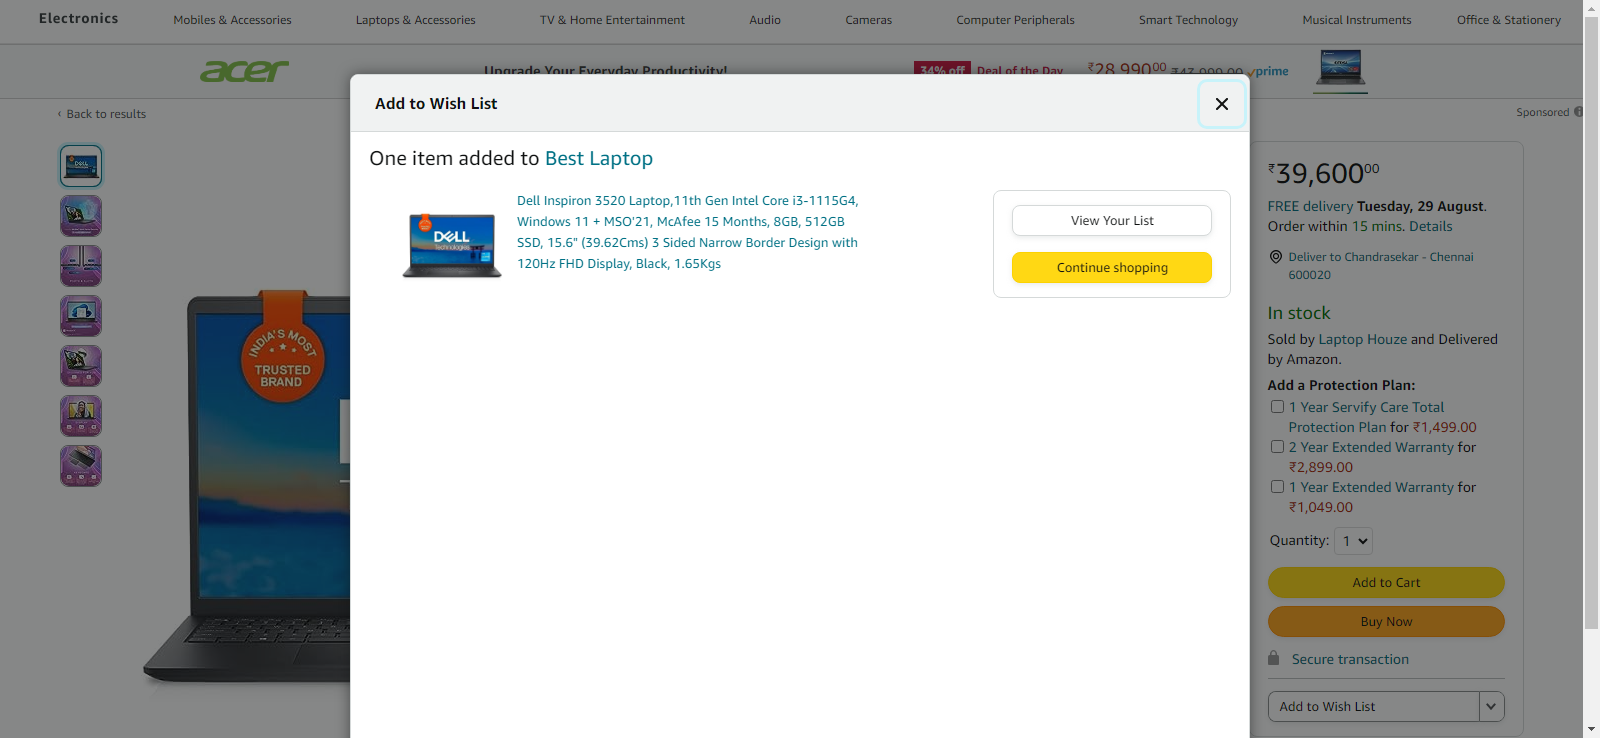 Electronics
Mobiles & Accessories
Laptops & Accessories
TV & Home Entertainment
Audio
Cameras
Computer Peripherals
Smart Technology
Musical Instruments
Office & Stationery
acer
Upgrade Your Everyday Productivity!
34% off
Deal of the Day
₹28,990.00
prime
‹ Back to results
Sponsored
Add to Wish List
One item added to Best Laptop
DELL
Technologies
Dell Inspiron 3520 Laptop,11th Gen Intel Core i3-1115G4,
Windows 11 + MSO'21, McAfee 15 Months, 8GB, 512GB
SSD, 15.6" (39.62Cms) 3 Sided Narrow Border Design with
120Hz FHD Display, Black, 1.65Kgs
View Your List
Continue shopping
INDIA'S MOST
TRUSTED
BRAND
₹39,60000
FREE delivery Tuesday, 29 August.
Order within 15 mins. Details
Deliver to Chandrasekar - Chennai
600020
In stock
Sold by Laptop Houze and Delivered
by Amazon.
Add a Protection Plan:
1 Year Servify Care Total
Protection Plan for ₹1,499.00
2 Year Extended Warranty for
₹2,899.00
1 Year Extended Warranty for
₹1,049.00
Quantity: 1
Add to Cart
Buy Now
Secure transaction
Add to Wish List